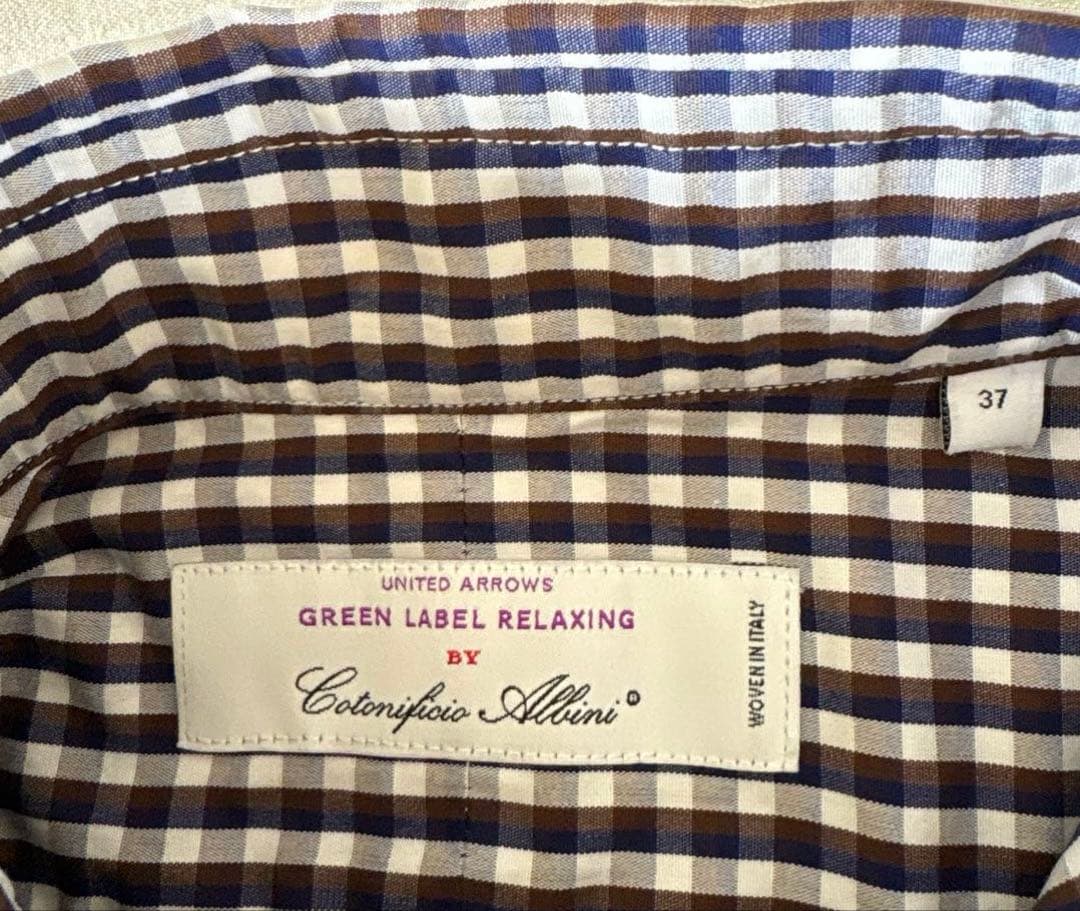 37
UNITED ARROWS
GREEN LABEL RELAXING
BY
Cotonificio Albini®
WOVEN IN ITALY